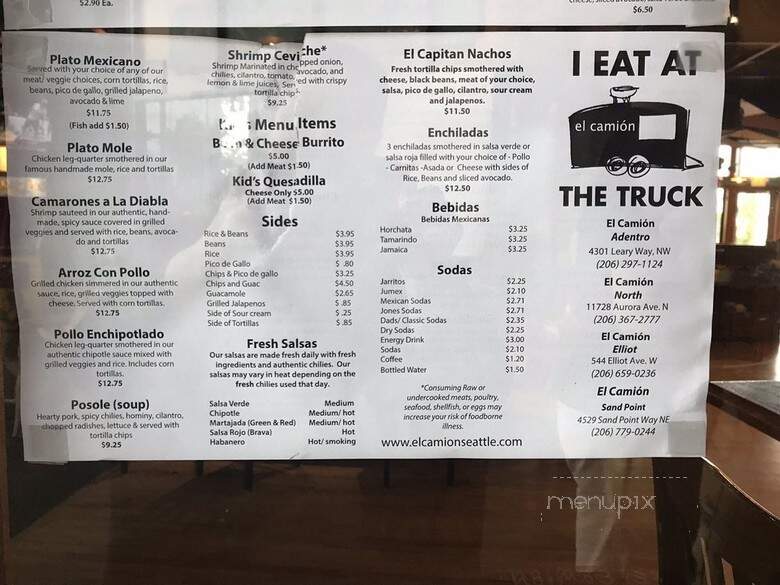 $2.90 Ea.
$6.50
Plato Mexicano
Served with your choice of any of our
meat/ veggie choices, corn tortillas, rice,
beans, pico de gallo, grilled jalapeno,
avocado & lime
$11.75
(Fish add $1.50)
Plato Mole
Chicken leg-quarter smothered in our
famous handmade mole, rice and tortillas
$12.75
Camarones a La Diabla
Shrimp sauteed in our authentic, hand-
made, spicy sauce covered in grilled
veggies and served with rice, beans, avoca-
do and tortillas
$12.75
Arroz Con Pollo
Grilled chicken simmered in our authentic
sauce, rice, grilled veggies topped with
cheese. Served with corn tortillas.
$12.75
Pollo Enchipotlado
Chicken leg-quarter smothered in our
authentic chipotle sauce mixed with
grilled veggies and rice. Includes corn
tortillas.
$12.75
Posole (soup)
Hearty pork, spicy chilies, hominy, cilantro,
chopped radishes, lettuce & served with
tortilla chips
$9.25
Shrimp Ceviche*
Shrimp Marinated in chopped onion,
chilies, cilantro, tomato, avocado, and
lemon & lime juices, Served with crispy
tortilla chips.
$9.25
Menu Items
& Cheese Burrito
$5.00
(Add Meat $1.50)
Kid's Quesadilla
Cheese Only $5.00
(Add Meat $1.50)
Sides
Rice & Beans $3.95
Beans $3.95
Rice $3.95
Pico de Gallo $ .80
Chips & Pico de gallo $3.25
Chips and Guac $4.50
Guacamole $2.65
Grilled Jalapenos $ .85
Side of Sour cream $ .25
Side of Tortillas $ .85
Fresh Salsas
Our salsas are made fresh daily with fresh
ingredients and authentic chilies. Our
salsas may vary in heat depending on the
fresh chilies used that day.
Salsa Verde Medium
Chipotle Medium/ hot
Martajada (Green & Red) Medium/ hot
Salsa Rojo (Brava) Hot
Habanero Hot/ smoking
El Capitan Nachos
Fresh tortilla chips smothered with
cheese, black beans, meat of your choice,
salsa, pico de gallo, cilantro, sour cream
and jalapenos.
$11.50
Enchiladas
3 enchiladas smothered in salsa verde or
salsa roja filled with your choice of - Pollo
- Carnitas -Asada or Cheese with sides of
Rice, Beans and sliced avocado.
$12.50
Bebidas
Bebidas Mexicanas
Horchata $3.25
Tamarindo $3.25
Jamaica $3.25
Sodas
Jarritos $2.25
Jumex $2.10
Mexican Sodas $2.71
Jones Sodas $2.71
Dads/ Classic Sodas $2.35
Dry Sodas $2.25
Energy Drink $3.00
Sodas $2.10
Coffee $1.20
Bottled Water $1.50
*Consuming Raw or
undercooked meats, poultry,
seafood, shellfish, or eggs may
increase your risk of foodborne
illness.
www.elcamionseattle.com
I EAT AT
el camión
THE TRUCK
El Camión
Adentro
4301 Leary Way, NW
(206) 297-1124
El Camión
North
11728 Aurora Ave. N
(206) 367-2777
El Camión
Elliot
544 Elliot Ave. W
(206) 659-0236
El Camión
Sand Point
4529 Sand Point Way NE
(206) 779-0244
menupix